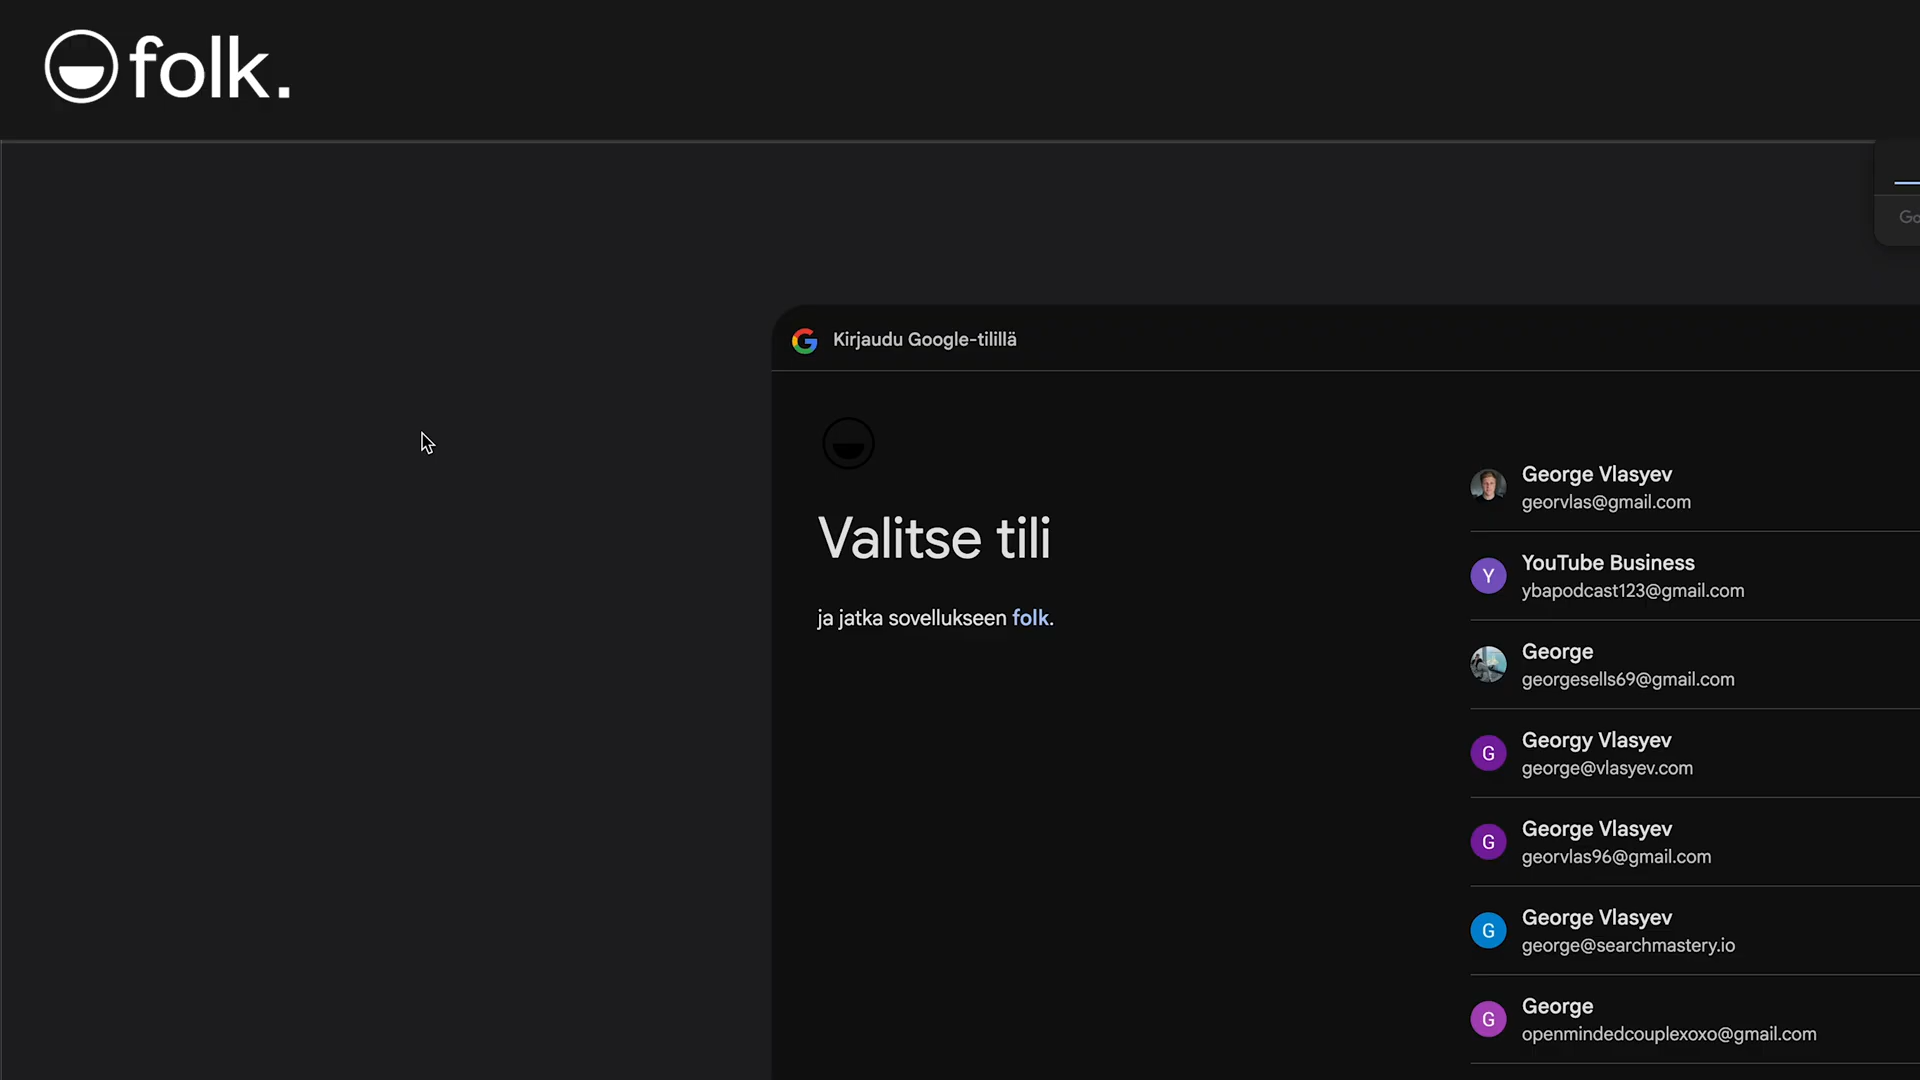 folk.
Go
Kirjaudu Google-tilillä
Valitse tili
ja jatka sovellukseen folk.
George Vlasyev
georvlas@gmail.com
Y
YouTube Business
ybapodcast123@gmail.com
George
georgesells69@gmail.com
G
Georgy Vlasyev
george@vlasyev.com
G
George Vlasyev
georvlas96@gmail.com
G
George Vlasyev
george@searchmastery.io
G
George
openmindedcouplexoxo@gmail.com